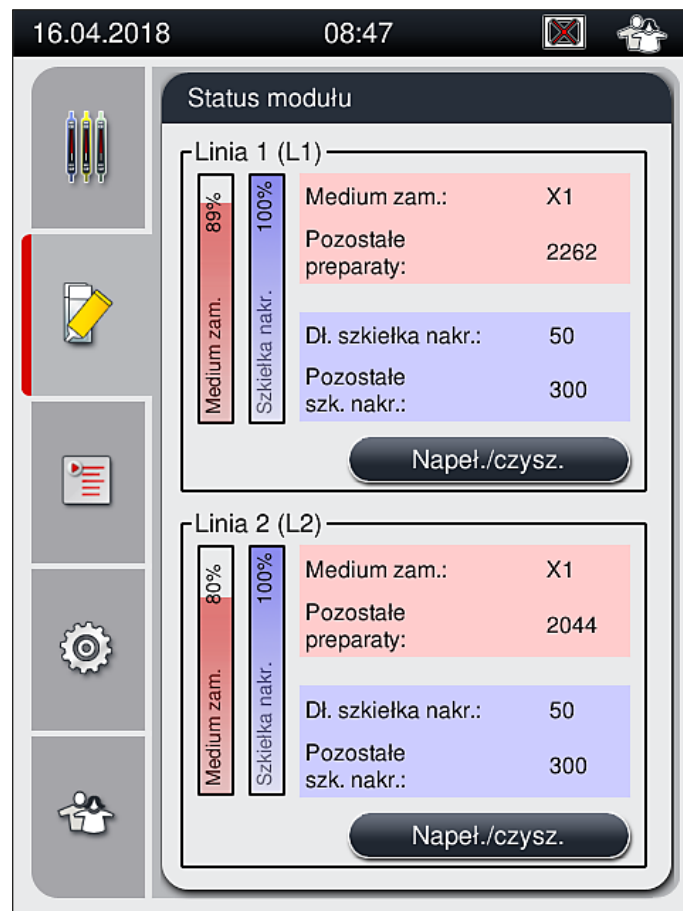 16.04.2018 08:47
Status modułu
Linia 1 (L1)
89%
Medium zam.
100%
Szkiełka nakr.
Medium zam.: X1
Pozostałe
preparaty: 2262
Dł. szkiełka nakr.: 50
Pozostałe
szk. nakr.: 300
Napeł./czysz.
Linia 2 (L2)
80%
Medium zam.
100%
Szkiełka nakr.
Medium zam.: X1
Pozostałe
preparaty: 2044
Dł. szkiełka nakr.: 50
Pozostałe
szk. nakr.: 300
Napeł./czysz.